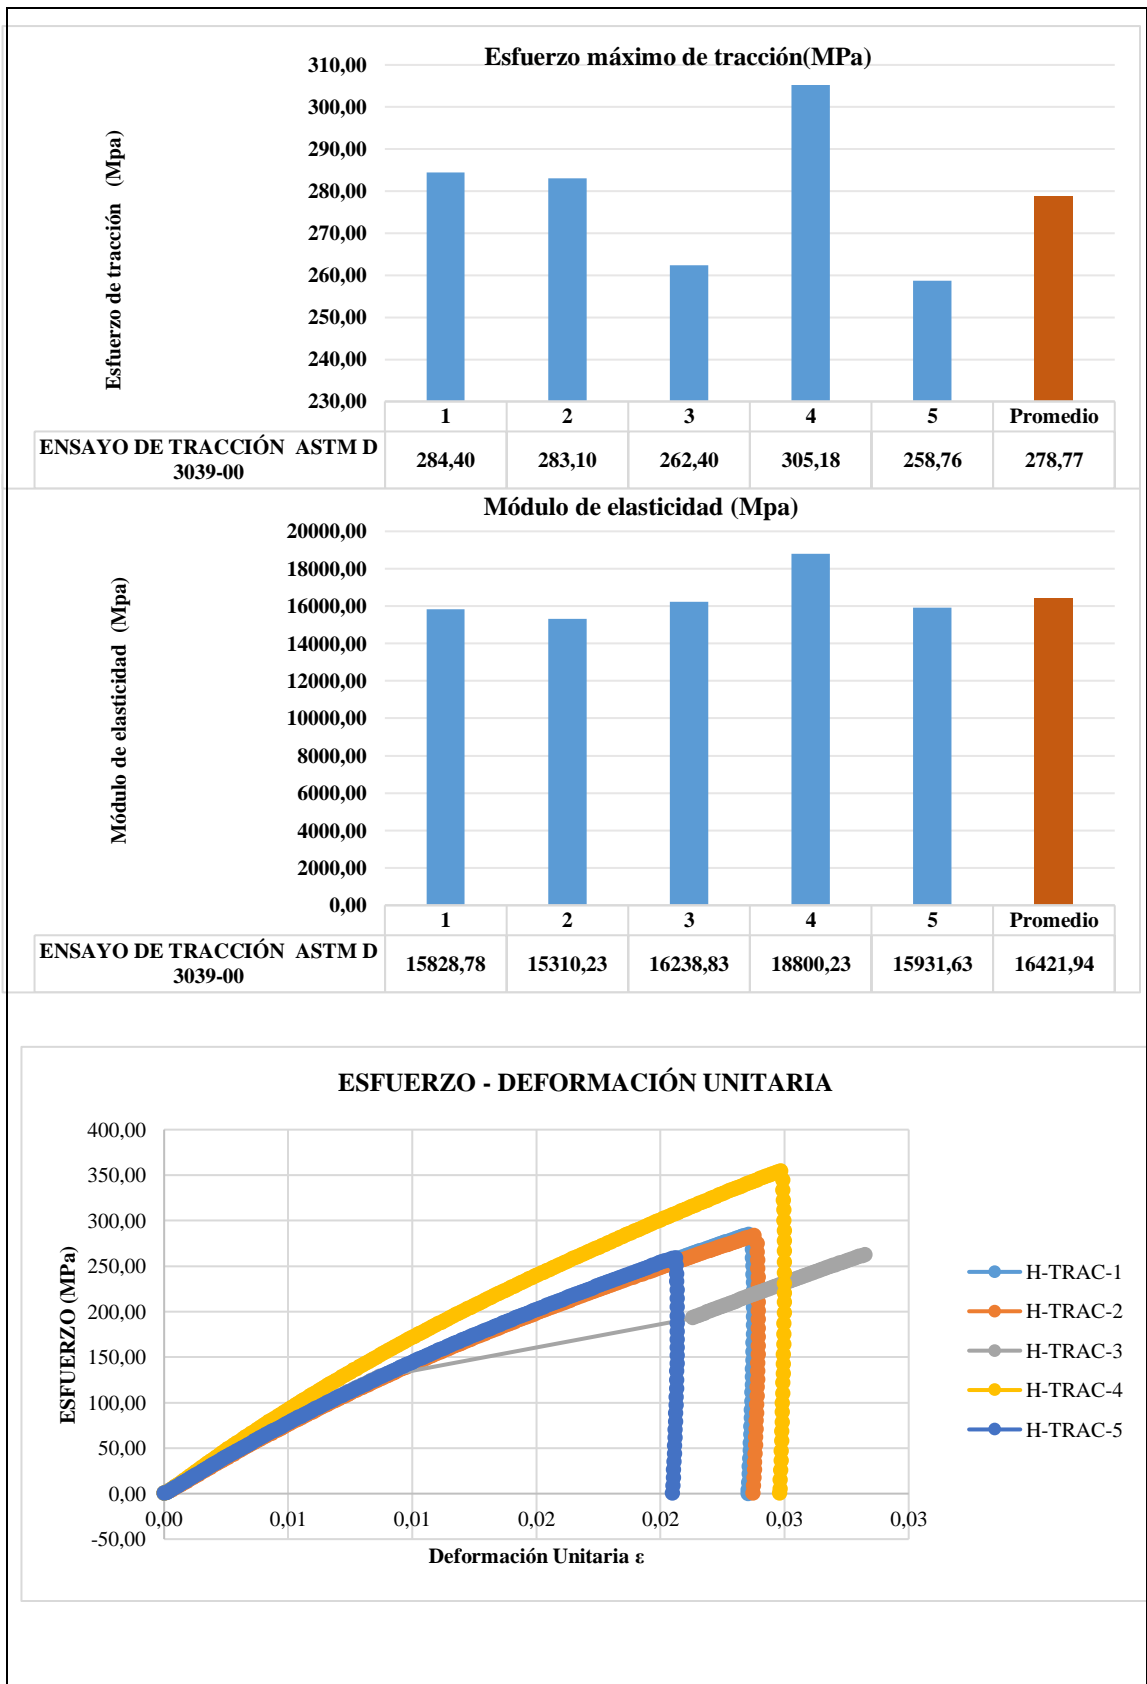 Esfuerzo máximo de tracción(MPa)
Esfuerzo de tracción (Mpa)
310,00
300,00
290,00
280,00
270,00
260,00
250,00
240,00
230,00
1 2 3 4 5 Promedio
ENSAYO DE TRACCIÓN ASTM D
3039-00
284,40 283,10 262,40 305,18 258,76 278,77
Módulo de elasticidad (Mpa)
Módulo de elasticidad (Mpa)
20000,00
18000,00
16000,00
14000,00
12000,00
10000,00
8000,00
6000,00
4000,00
2000,00
0,00
1 2 3 4 5 Promedio
ENSAYO DE TRACCIÓN ASTM D
3039-00
15828,78 15310,23 16238,83 18800,23 15931,63 16421,94
ESFUERZO - DEFORMACIÓN UNITARIA
ESFUERZO (MPa)
400,00
350,00
300,00
250,00
200,00
150,00
100,00
50,00
0,00
-50,00
0,00 0,01 0,01 0,02 0,02 0,03 0,03
Deformación Unitaria ε
H-TRAC-1
H-TRAC-2
H-TRAC-3
H-TRAC-4
H-TRAC-5